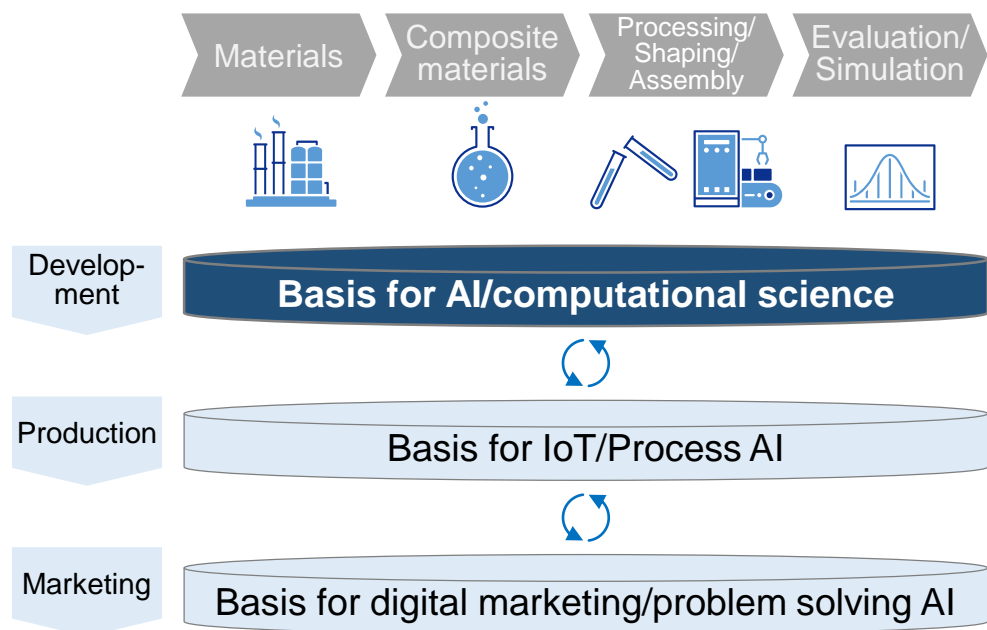 Materials
Composite
materials
Processing/
Shaping/
Assembly
Evaluation/
Simulation
Develop-
ment
Basis for AI/computational science
Production
Basis for IoT/Process AI
Marketing
Basis for digital marketing/problem solving AI